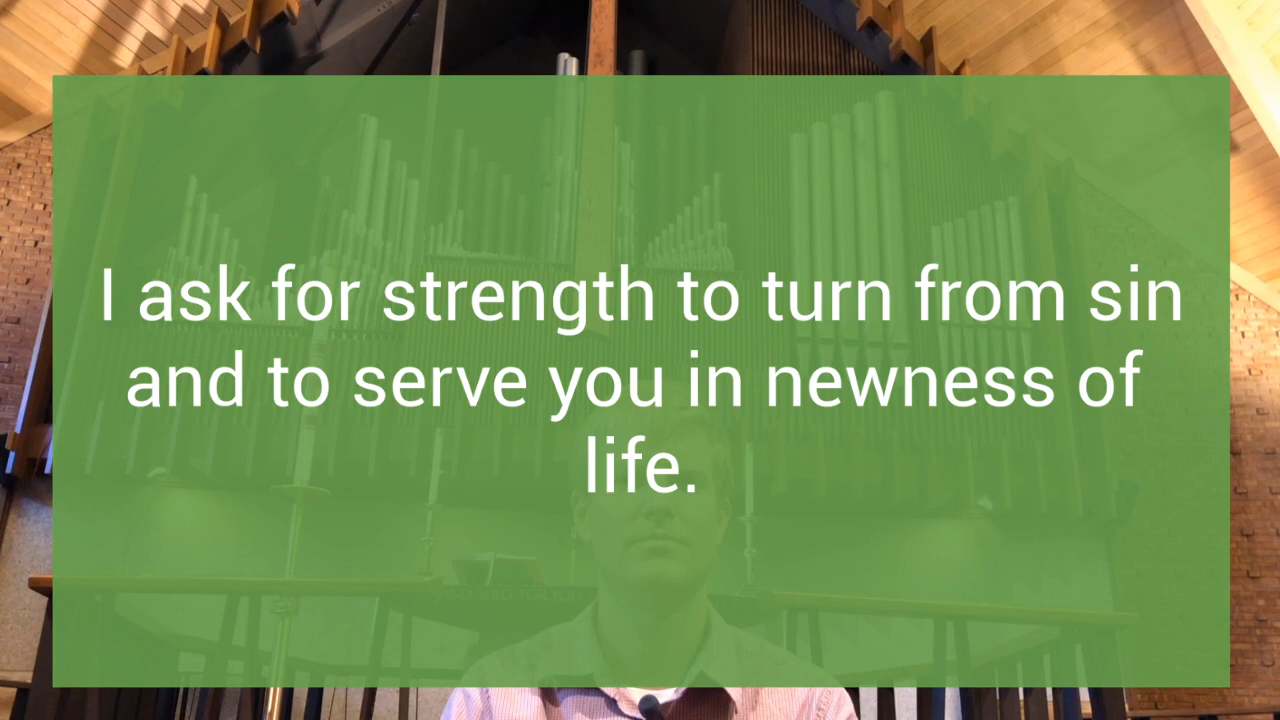 I ask for strength to turn from sin
and to serve you in newness of
life.